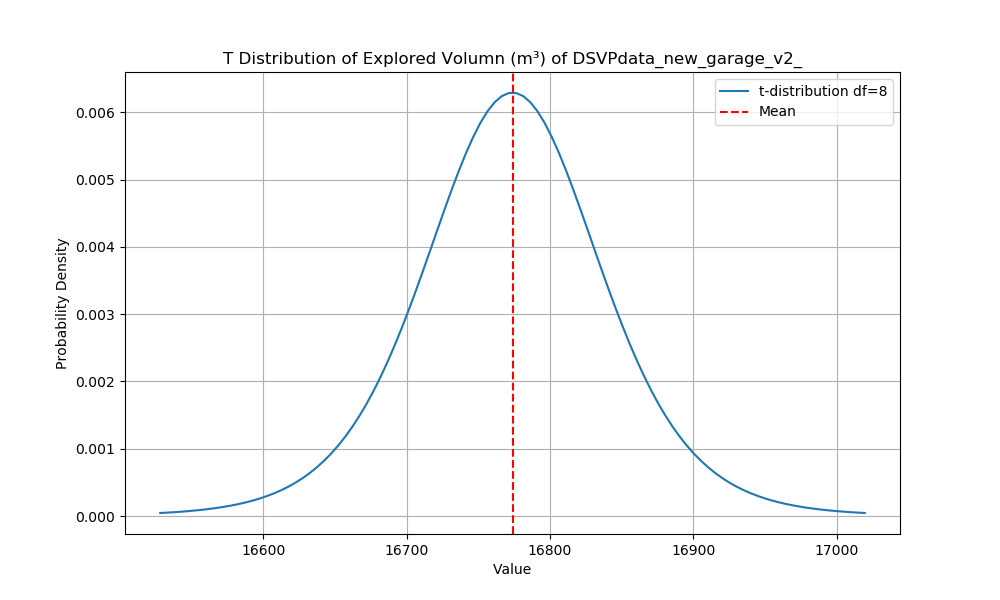 T Distribution of Explored Volumn (m³) of DSVPdata_new_garage_v2_
t-distribution df=8
Mean
0.006
0.005
0.004
0.003
0.002
0.001
0.000
Probability Density
16600
16700
16800
16900
17000
Value